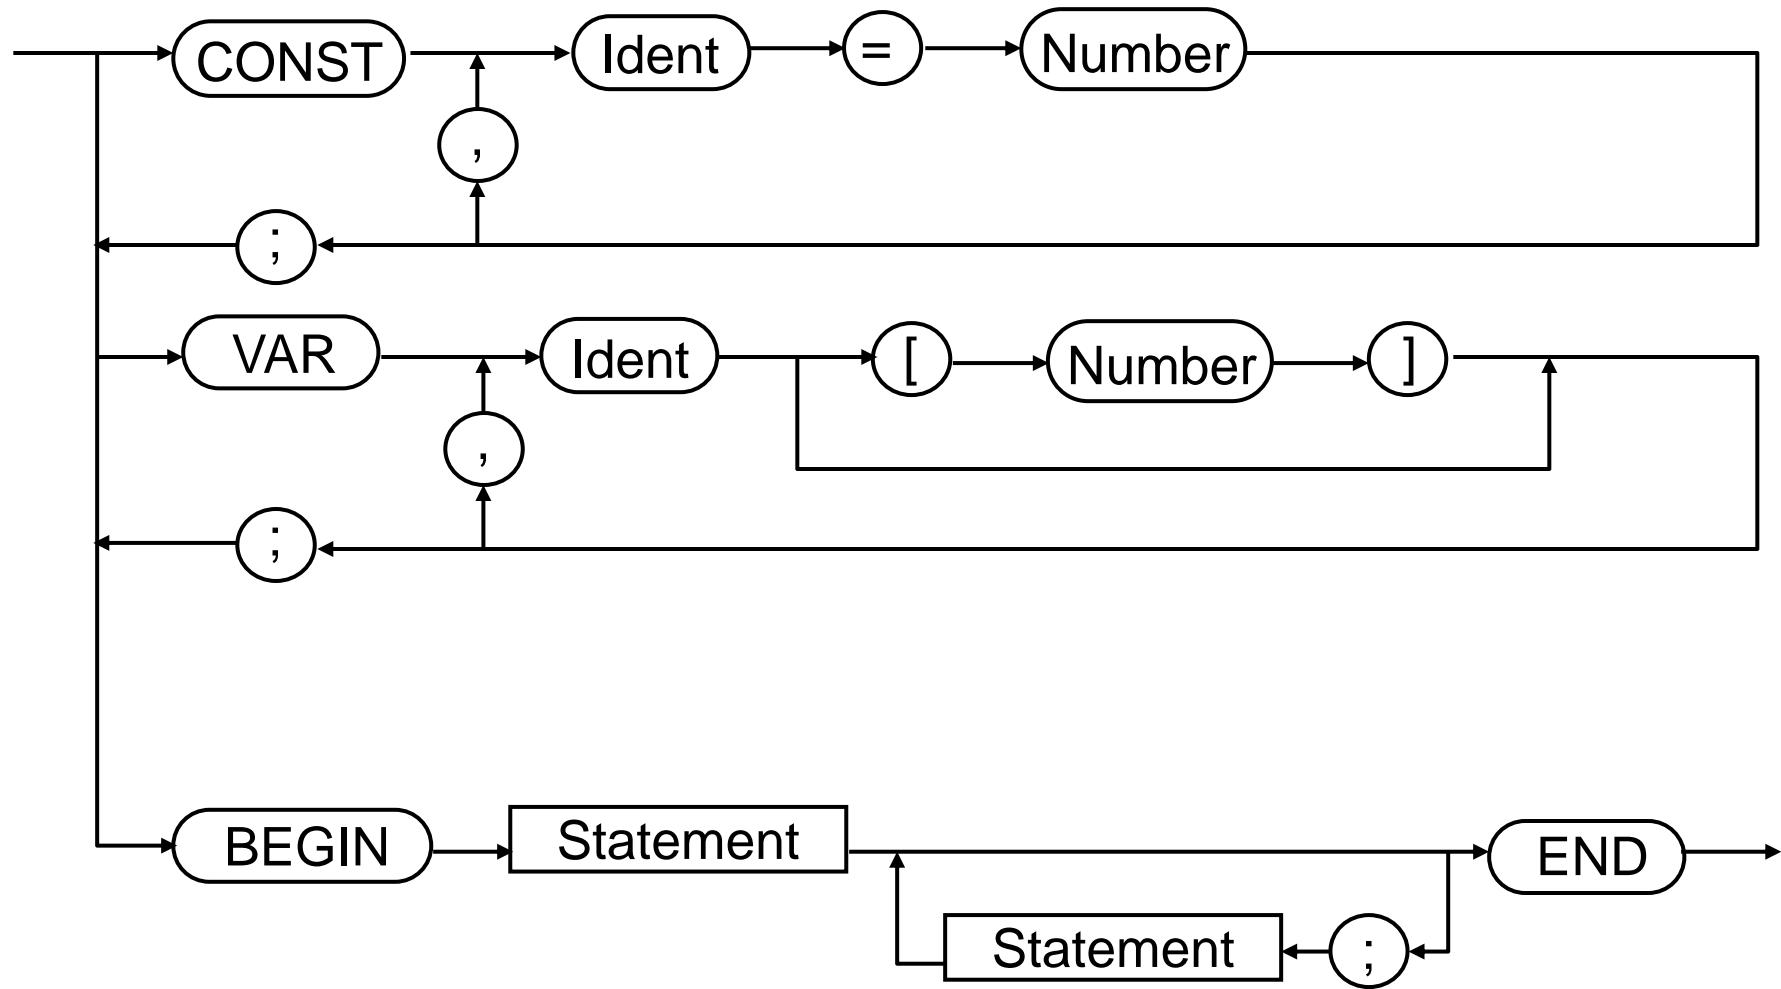 CONST Ident = Number
,
;
VAR Ident [ Number ]
,
;
BEGIN Statement END
Statement ;